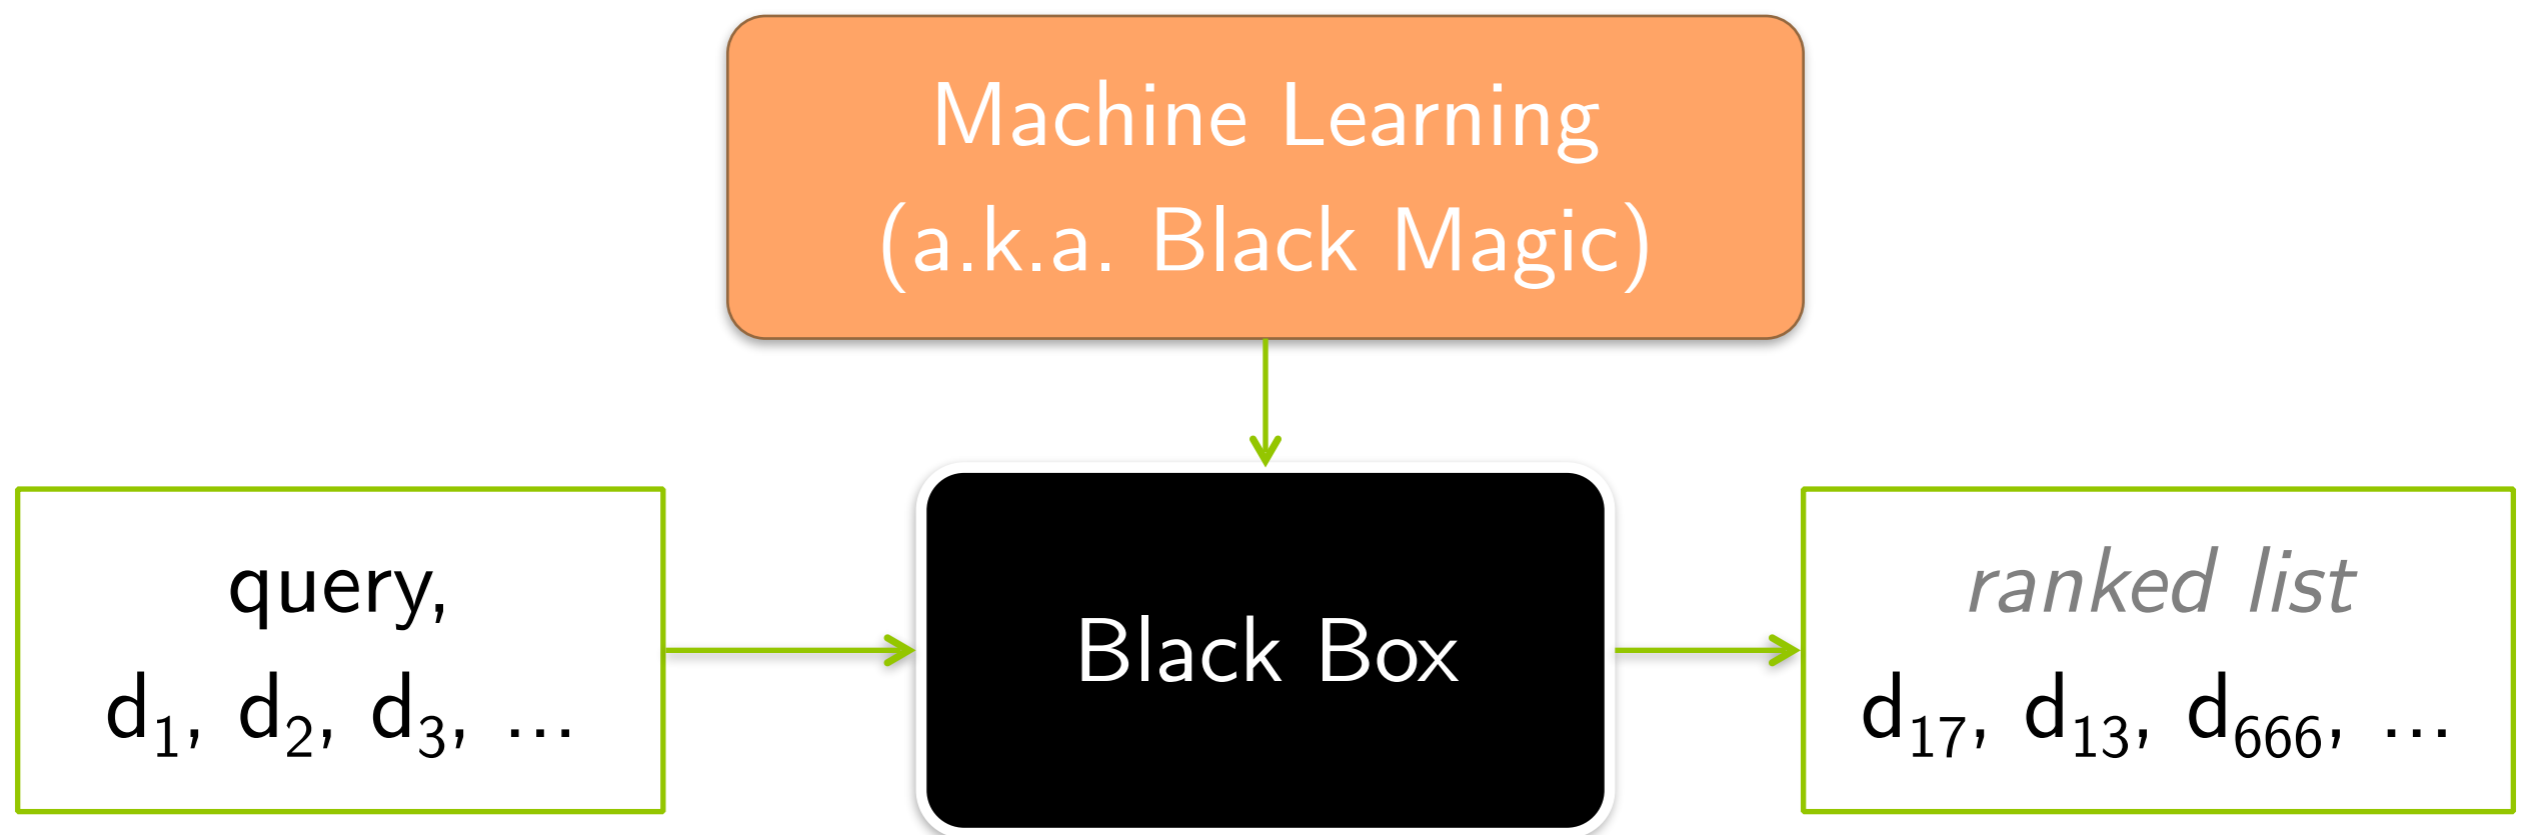 Machine Learning
(a.k.a. Black Magic)
query,
d₁, d₂, d₃, ...
Black Box
ranked list
d₁₇, d₁₃, d₆₆₆, ...